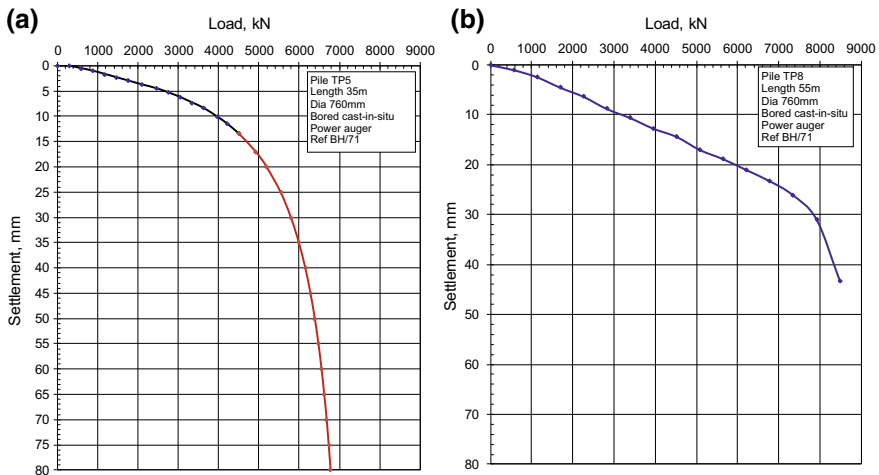 (a)
Load, kN
0 1000 2000 3000 4000 5000 6000 7000 8000 9000
0
5
10
15
20
25
30
35
40
45
50
55
60
65
70
75
80
Settlement, mm
Pile TP5
Length 35m
Dia 760mm
Bored cast-in-situ
Power auger
Ref BH/71
(b)
Load, kN
0 1000 2000 3000 4000 5000 6000 7000 8000 9000
0
10
20
30
40
50
60
70
80
Settlement, mm
Pile TP8
Length 55m
Dia 760mm
Bored cast-in-situ
Power auger
Ref BH/71